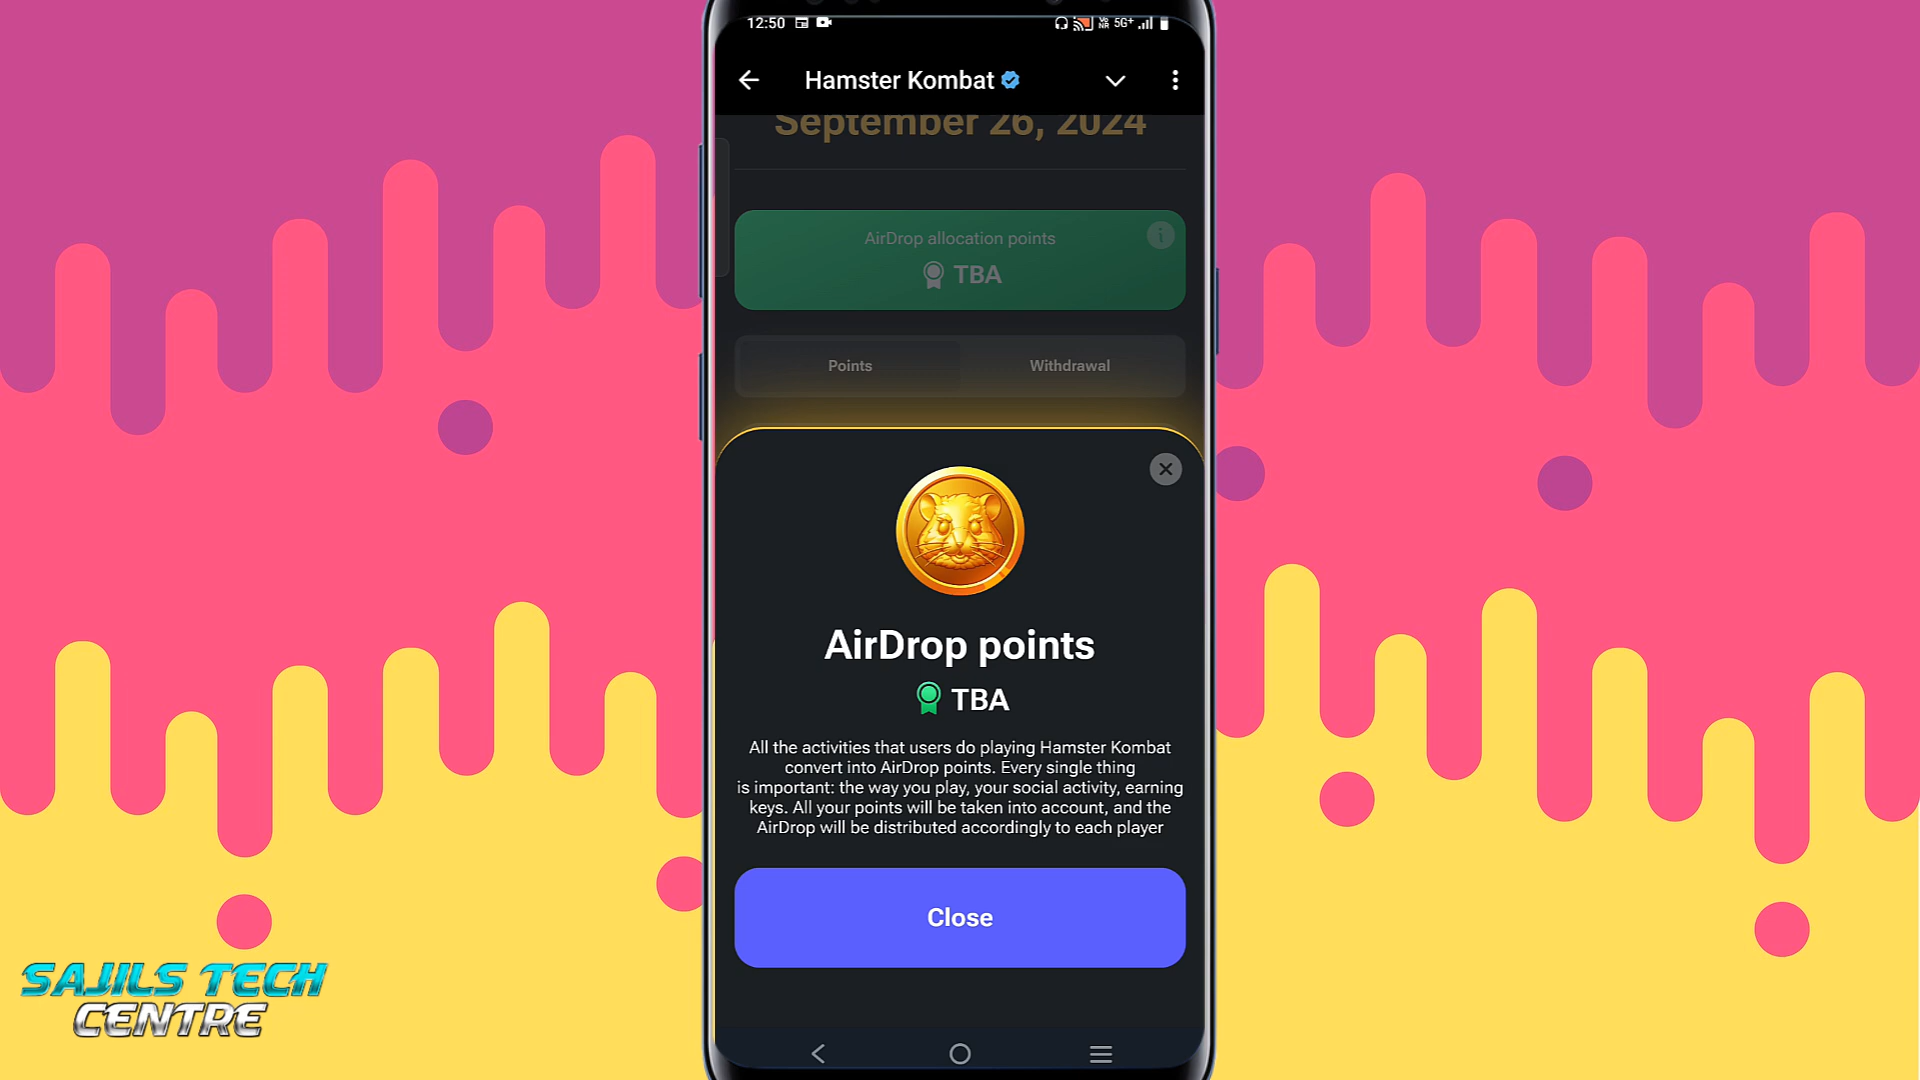 12:50
5G+
Hamster Kombat
September 26, 2024
AirDrop allocation points
TBA
Points
Withdrawal
AirDrop points
TBA
All the activities that users do playing Hamster Kombat
convert into AirDrop points. Every single thing
is important: the way you play, your social activity, earning
keys. All your points will be taken into account, and the
AirDrop will be distributed accordingly to each player
Close
SAJILS TECH
CENTRE